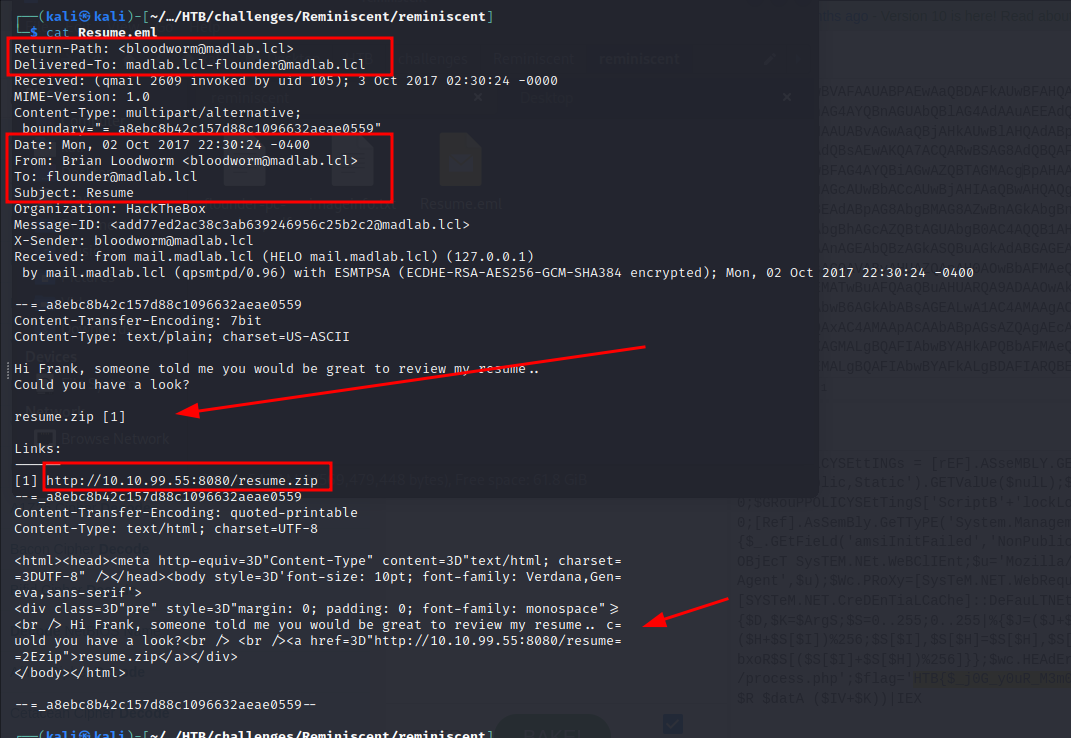 (kali㉿kali)-[~/…/HTB/challenges/Reminiscent/reminiscent]
$ cat Resume.eml
Return-Path: <bloodworm@madlab.lcl>
Delivered-To: madlab.lcl-flounder@madlab.lcl
Received: (qmail 2609 invoked by uid 105); 3 Oct 2017 02:30:24 -0000
MIME-Version: 1.0
Content-Type: multipart/alternative;
boundary="=_a8ebc8b42c157d88c1096632aeae0559"
Date: Mon, 02 Oct 2017 22:30:24 -0400
From: Brian Loodworm <bloodworm@madlab.lcl>
To: flounder@madlab.lcl
Subject: Resume
Organization: HackTheBox
Message-ID: <add77ed2ac38c3ab639246956c25b2c2@madlab.lcl>
X-Sender: bloodworm@madlab.lcl
Received: from mail.madlab.lcl (HELO mail.madlab.lcl) (127.0.0.1)
by mail.madlab.lcl (qpsmtpd/0.96) with ESMTPSA (ECDHE-RSA-AES256-GCM-SHA384 encrypted); Mon, 02 Oct 2017 22:30:24 -0400
--=_a8ebc8b42c157d88c1096632aeae0559
Content-Transfer-Encoding: 7bit
Content-Type: text/plain; charset=US-ASCII
Hi Frank, someone told me you would be great to review my resume..
Could you have a look?
resume.zip [1]
Links:
------
[1] http://10.10.99.55:8080/resume.zip
--=_a8ebc8b42c157d88c1096632aeae0559
Content-Transfer-Encoding: quoted-printable
Content-Type: text/html; charset=UTF-8
<html><head><meta http-equiv=3D"Content-Type" content=3D"text/html; charset=
=3DUTF-8" /></head><body style=3D'font-size: 10pt; font-family: Verdana,Gen=
eva,sans-serif'>
<div class=3D"pre" style=3D"margin: 0; padding: 0; font-family: monospace">
<br /> Hi Frank, someone told me you would be great to review my resume.. c=
uold you have a look?<br /> <br /><a href=3D"http://10.10.99.55:8080/resume=
=2Ezip">resume.zip</a></div>
</body></html>
--=_a8ebc8b42c157d88c1096632aeae0559--
(kali㉿kali)-[~/…/HTB/challenges/Reminiscent/reminiscent]